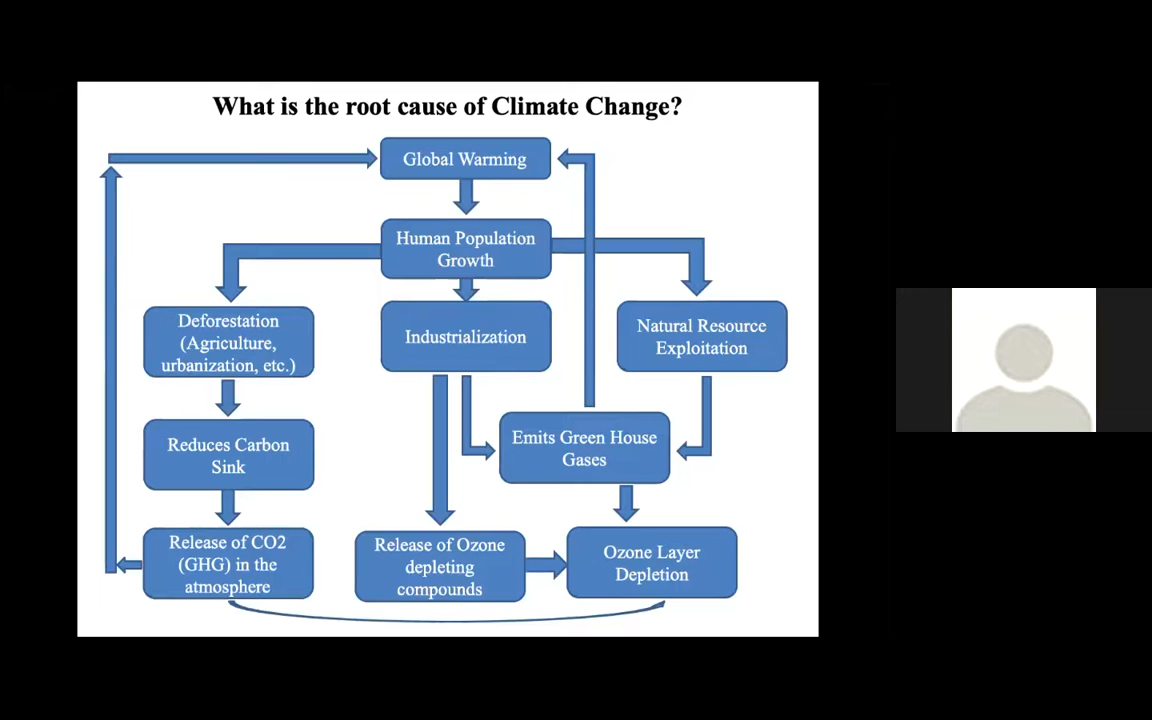 What is the root cause of Climate Change?
Global Warming
Human Population
Growth
Deforestation
(Agriculture,
urbanization, etc.)
Industrialization
Natural Resource
Exploitation
Reduces Carbon
Sink
Emits Green House
Gases
Release of CO2
(GHG) in the
atmosphere
Release of Ozone
depleting
compounds
Ozone Layer
Depletion